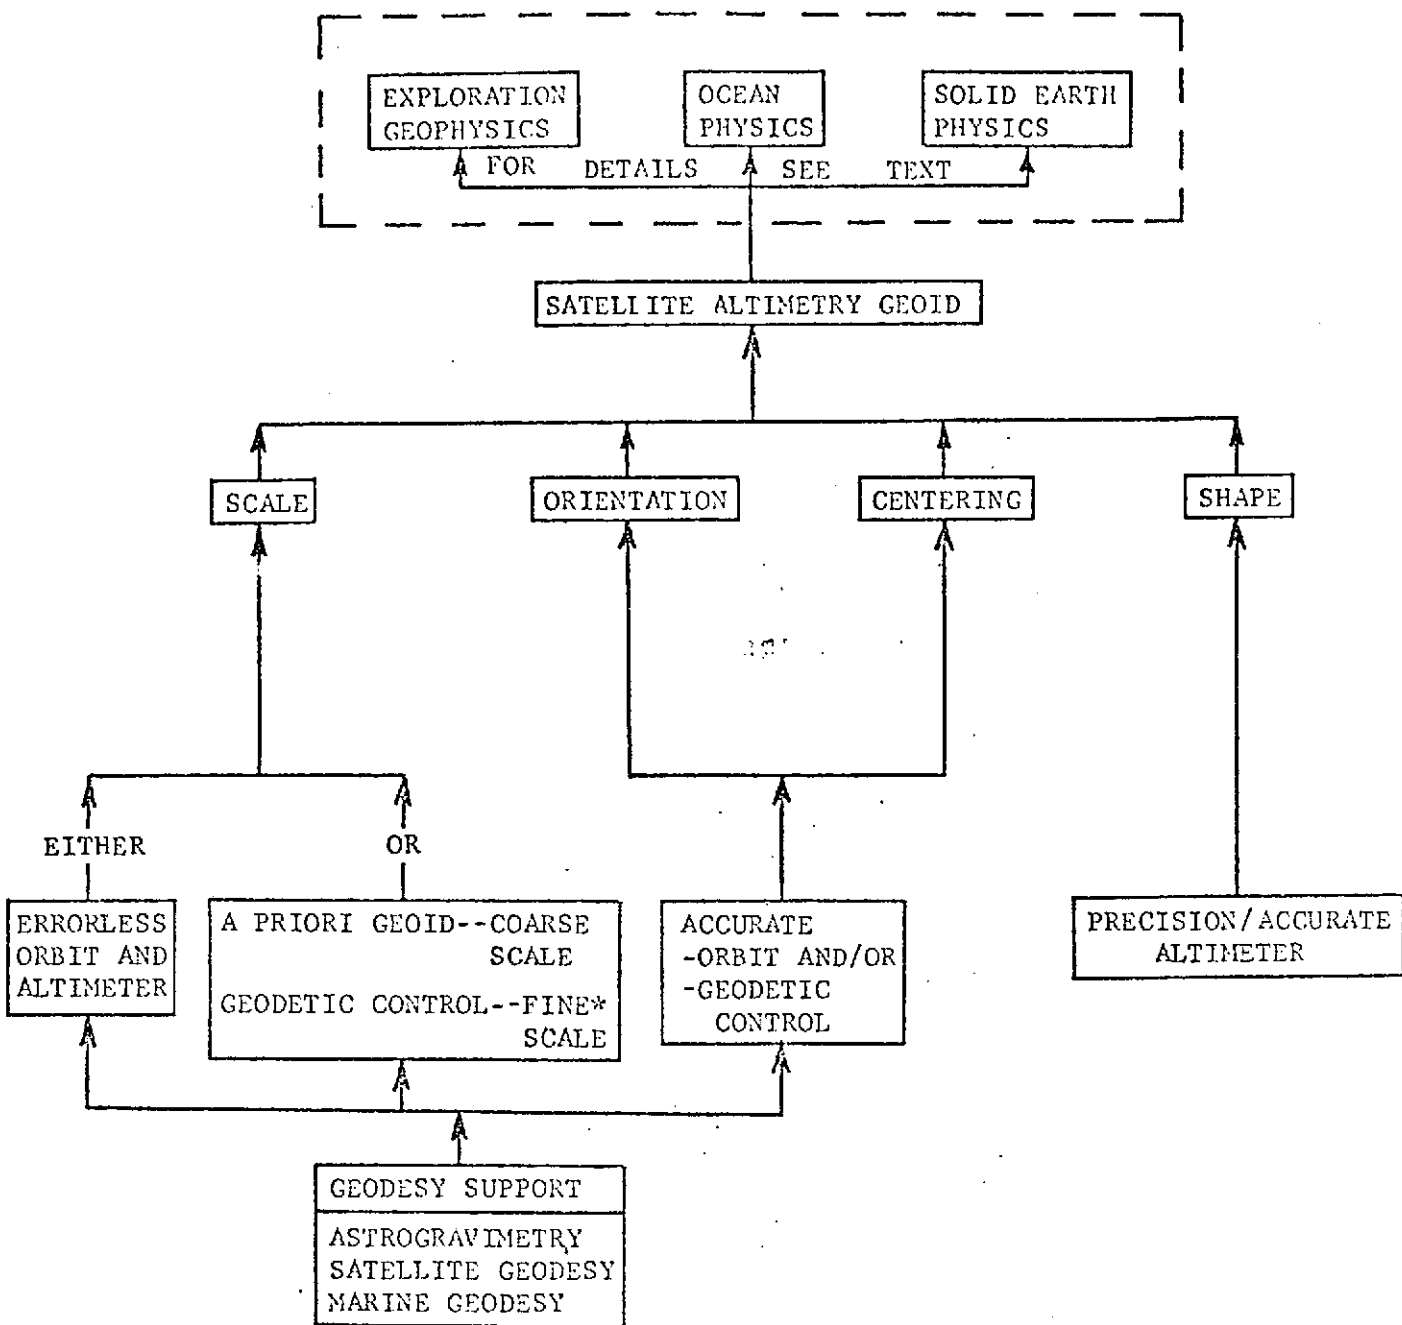 EXPLORATION
GEOPHYSICS
OCEAN
PHYSICS
SOLID EARTH
PHYSICS
FOR DETAILS SEE TEXT
SATELLITE ALTIMETRY GEOID
SCALE
ORIENTATION
CENTERING
SHAPE
EITHER
OR
ERRORLESS
ORBIT AND
ALTIMETER
A PRIORI GEOID--COARSE
SCALE
GEODETIC CONTROL--FINE*
SCALE
ACCURATE
-ORBIT AND/OR
-GEODETIC
CONTROL
PRECISION/ACCURATE
ALTIMETER
GEODESY SUPPORT
ASTROGRAVIMETRY
SATELLITE GEODESY
MARINE GEODESY